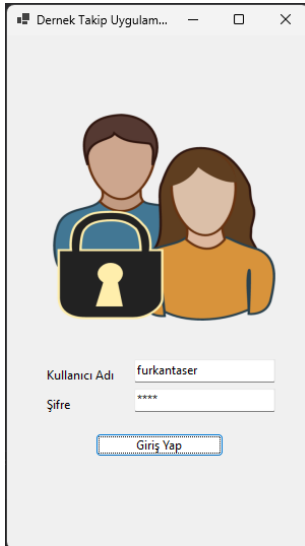 Dernek Takip Uygulam...
Kullanıcı Adı furkantaser
Şifre ****
Giriş Yap